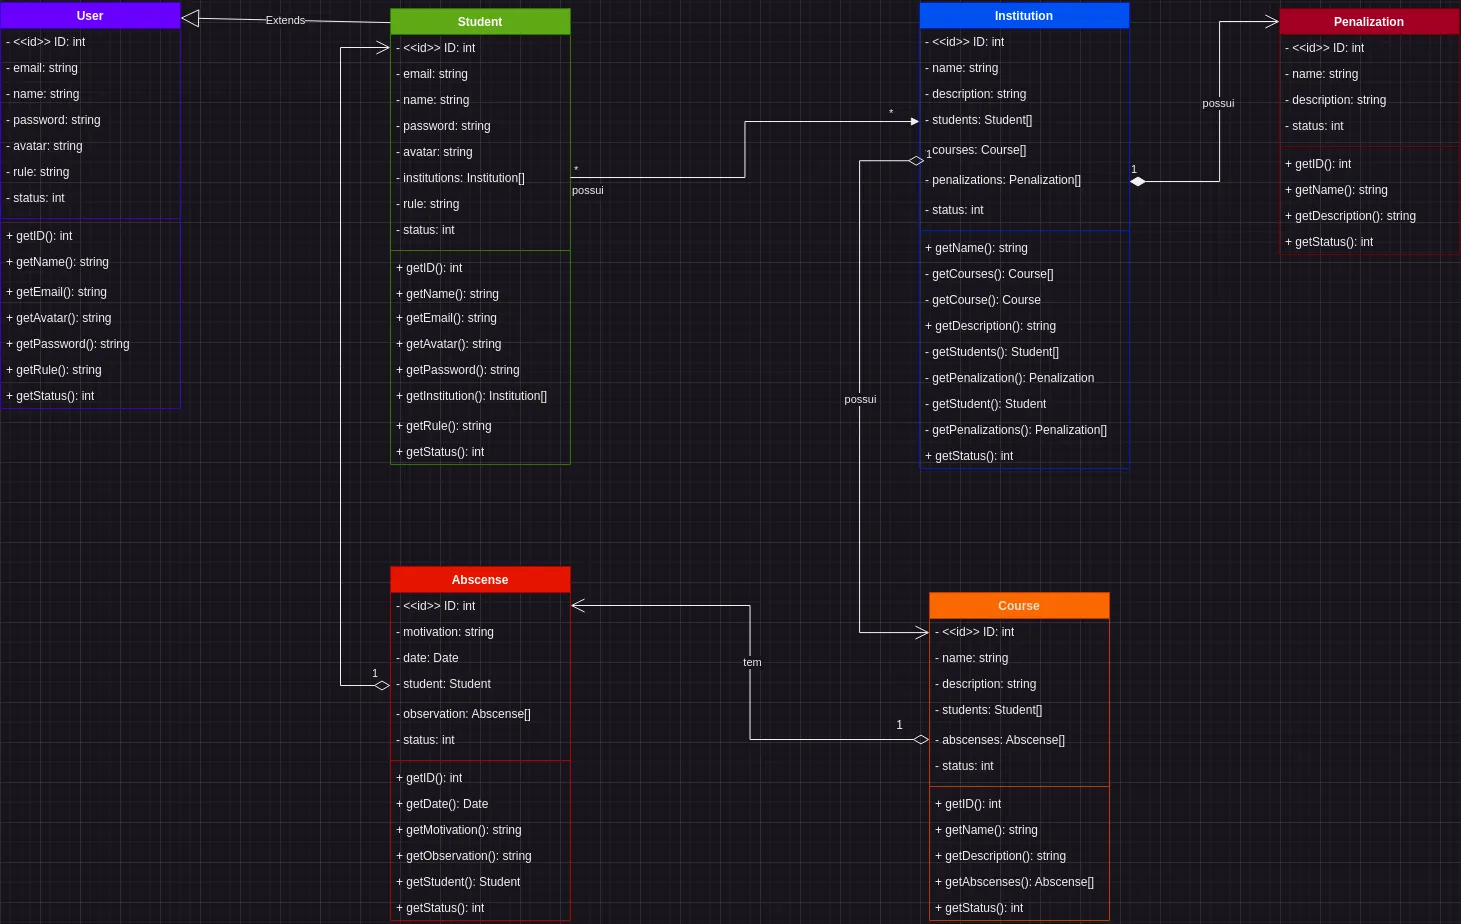 User
- <<id>> ID: int
- email: string
- name: string
- password: string
- avatar: string
- rule: string
- status: int
+ getID(): int
+ getName(): string
+ getEmail(): string
+ getAvatar(): string
+ getPassword(): string
+ getRule(): string
+ getStatus(): int
Extends
Student
- <<id>> ID: int
- email: string
- name: string
- password: string
- avatar: string
- institutions: Institution[]
- rule: string
- status: int
+ getID(): int
+ getName(): string
+ getEmail(): string
+ getAvatar(): string
+ getPassword(): string
+ getInstitution(): Institution[]
+ getRule(): string
+ getStatus(): int
*
possui
*
Institution
- <<id>> ID: int
- name: string
- description: string
- students: Student[]
1
courses: Course[]
- penalizations: Penalization[]
- status: int
+ getName(): string
- getCourses(): Course[]
- getCourse(): Course
+ getDescription(): string
- getStudents(): Student[]
- getPenalization(): Penalization
- getStudent(): Student
- getPenalizations(): Penalization[]
+ getStatus(): int
1
possui
Penalization
- <<id>> ID: int
- name: string
- description: string
- status: int
+ getID(): int
+ getName(): string
+ getDescription(): string
+ getStatus(): int
possui
Abscense
- <<id>> ID: int
- motivation: string
- date: Date
- student: Student
- observation: Abscense[]
- status: int
+ getID(): int
+ getDate(): Date
+ getMotivation(): string
+ getObservation(): string
+ getStudent(): Student
+ getStatus(): int
1
tem
1
Course
- <<id>> ID: int
- name: string
- description: string
- students: Student[]
- abscenses: Abscense[]
- status: int
+ getID(): int
+ getName(): string
+ getDescription(): string
+ getAbscenses(): Abscense[]
+ getStatus(): int